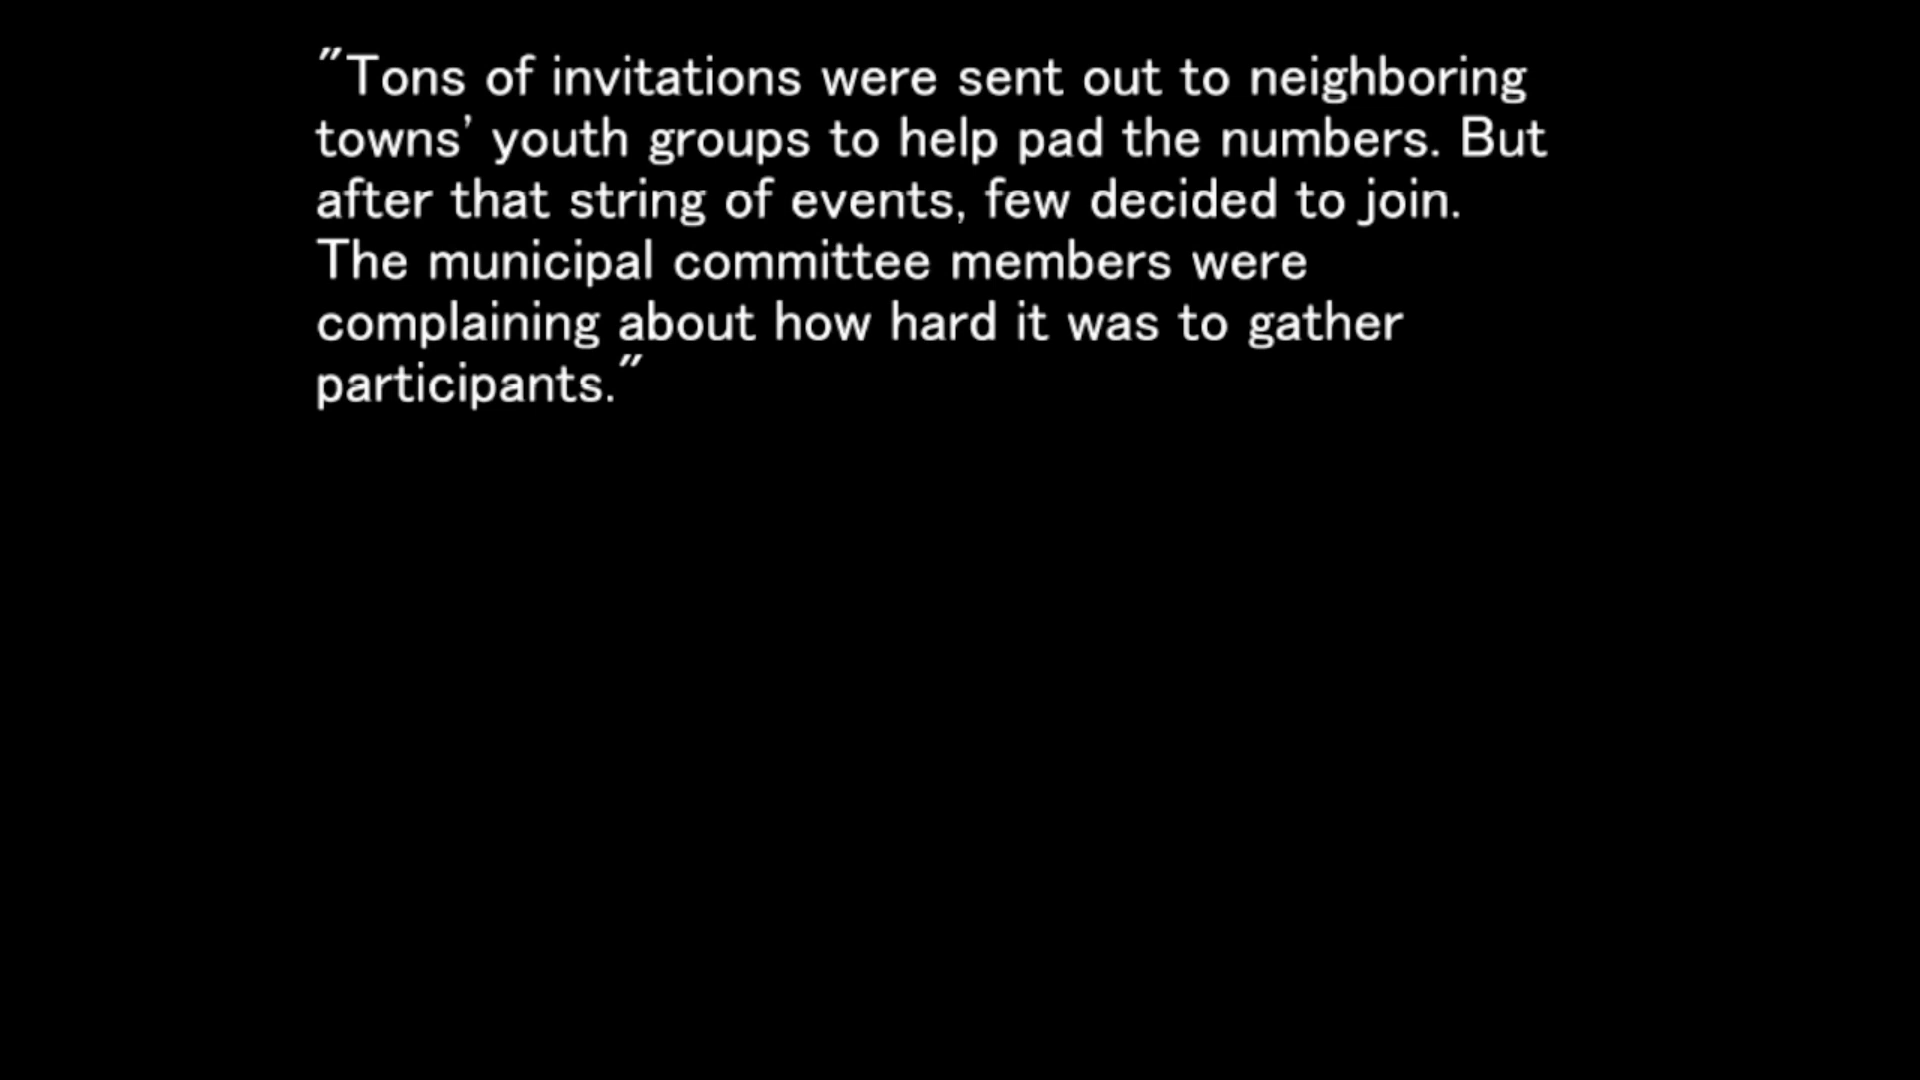 "Tons of invitations were sent out to neighboring
towns' youth groups to help pad the numbers. But
after that string of events, few decided to join.
The municipal committee members were
complaining about how hard it was to gather
participants."